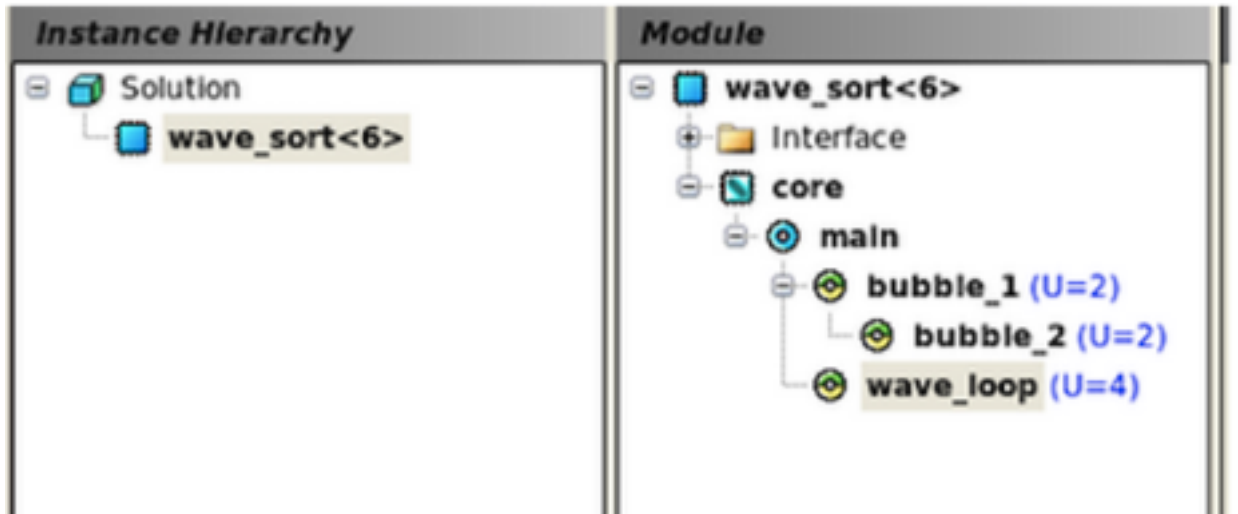 Instance Hierarchy
Solution
wave_sort<6>
Module
wave_sort<6>
Interface
core
main
bubble_1 (U=2)
bubble_2 (U=2)
wave_loop (U=4)